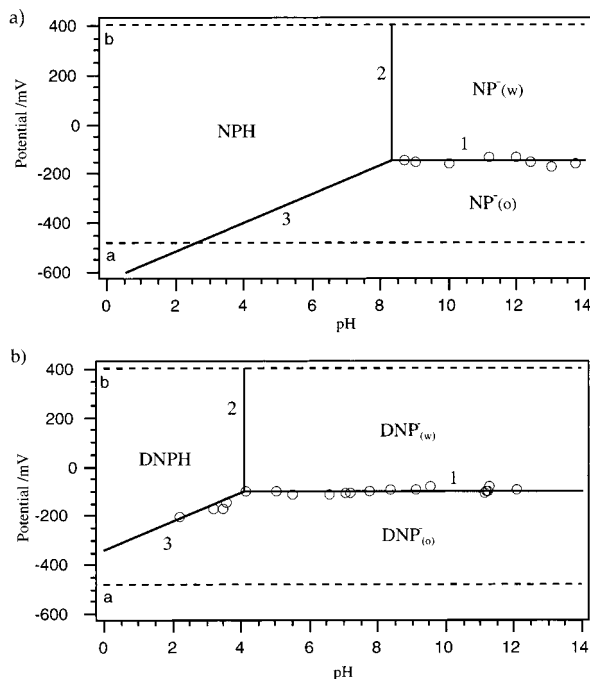 a)
400
b
200
2
NP⁻(w)
Potential /mV
0
NPH
1
-200
NP⁻(o)
3
-400
a
-600
0 2 4 6 8 10 12 14
pH
b)
400
b
200
2
DNP⁻(w)
Potential /mV
DNPH
0
1
-200
3
DNP⁻(o)
-400
a
-600
0 2 4 6 8 10 12 14
pH